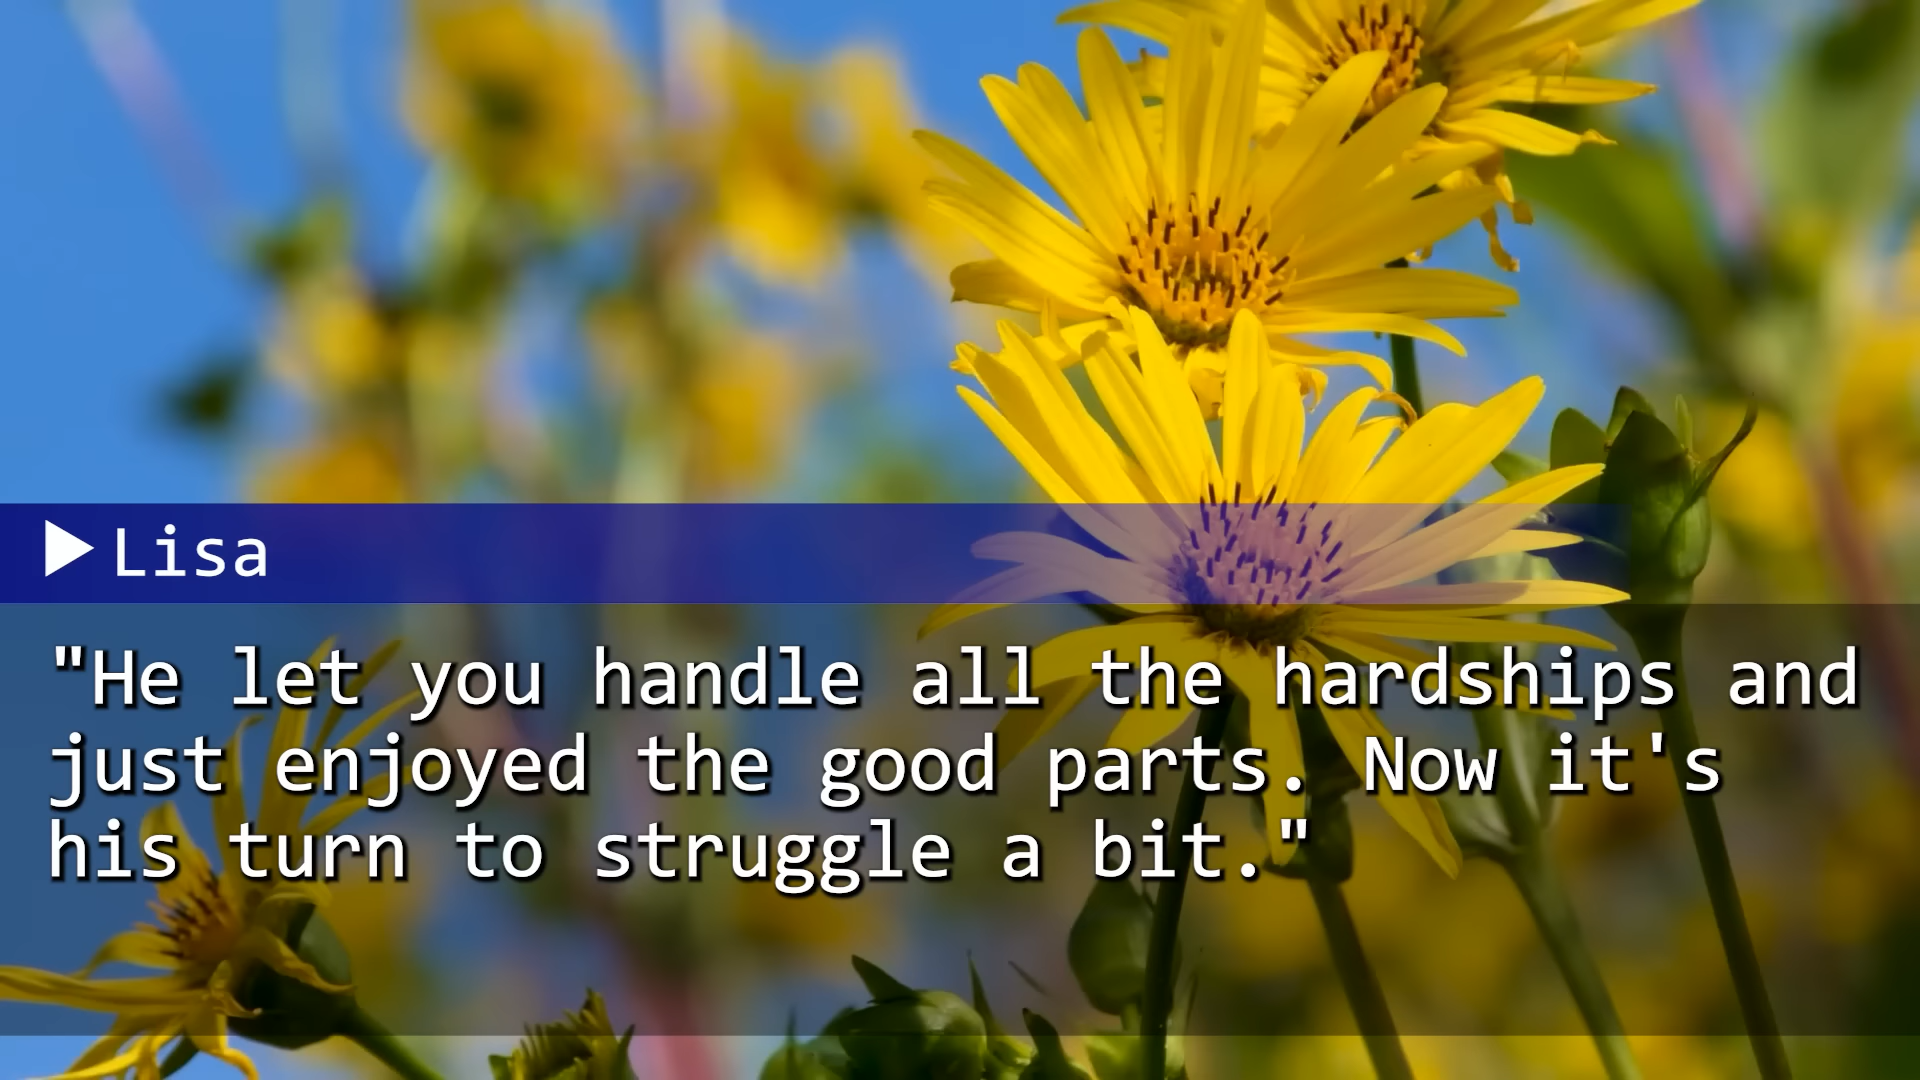 Lisa
"He let you handle all the hardships and
just enjoyed the good parts. Now it's
his turn to struggle a bit."